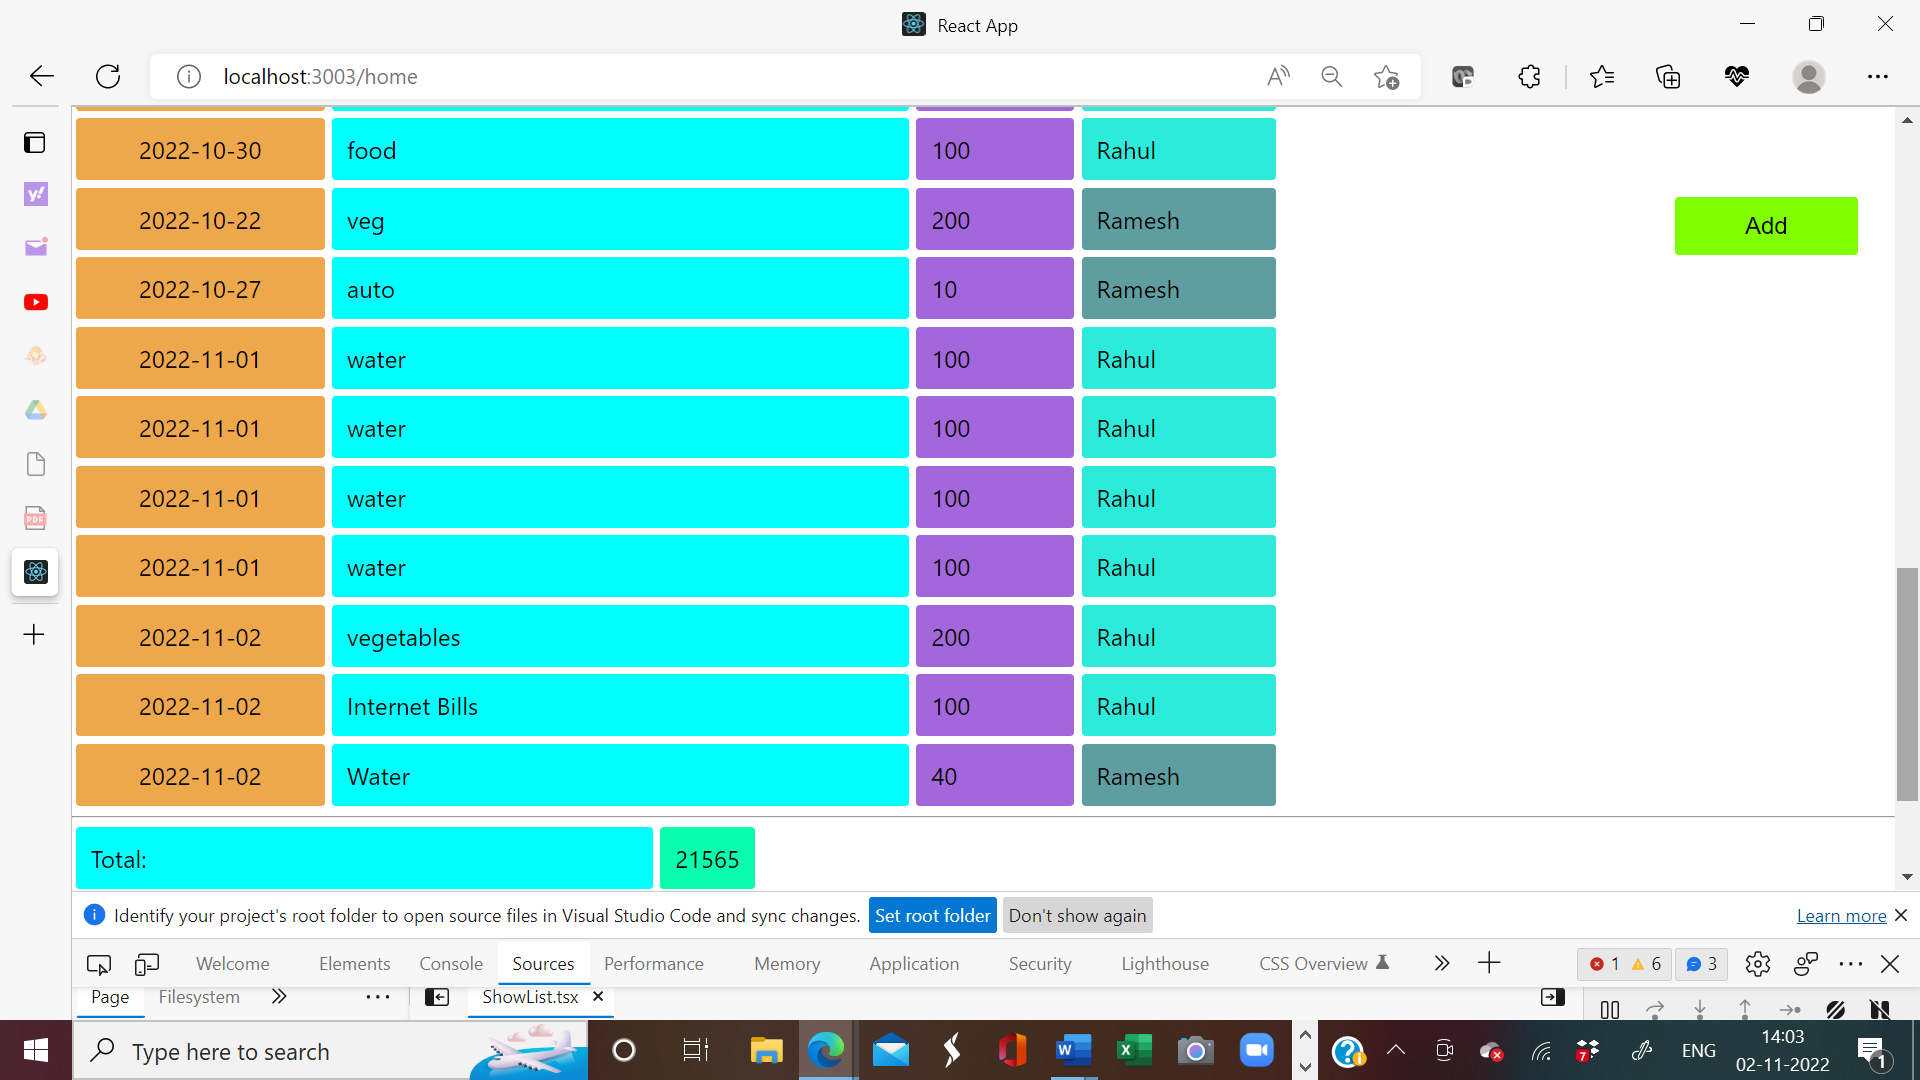 React App
localhost:3003/home
2022-10-30 food 100 Rahul
2022-10-22 veg 200 Ramesh
Add
2022-10-27 auto 10 Ramesh
2022-11-01 water 100 Rahul
2022-11-01 water 100 Rahul
2022-11-01 water 100 Rahul
2022-11-01 water 100 Rahul
2022-11-02 vegetables 200 Rahul
2022-11-02 Internet Bills 100 Rahul
2022-11-02 Water 40 Ramesh
Total: 21565
Identify your project's root folder to open source files in Visual Studio Code and sync changes. Set root folder Don't show again Learn more
Welcome Elements Console Sources Performance Memory Application Security Lighthouse CSS Overview 1 6 3
Page Filesystem ShowList.tsx
Type here to search
ENG
14:03
02-11-2022
1
7
PDF
y!